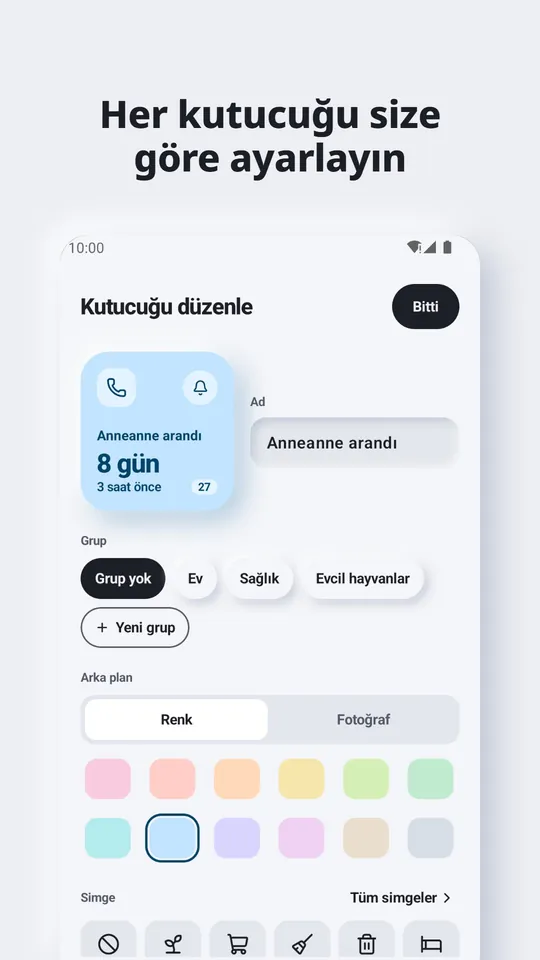 Her kutucuğu size
göre ayarlayın
10:00
Kutucuğu düzenle
Bitti
Anneanne arandı
8 gün
3 saat önce
27
Ad
Anneanne arandı
Grup
Grup yok
Ev
Sağlık
Evcil hayvanlar
+ Yeni grup
Arka plan
Renk
Fotoğraf
Simge
Tüm simgeler